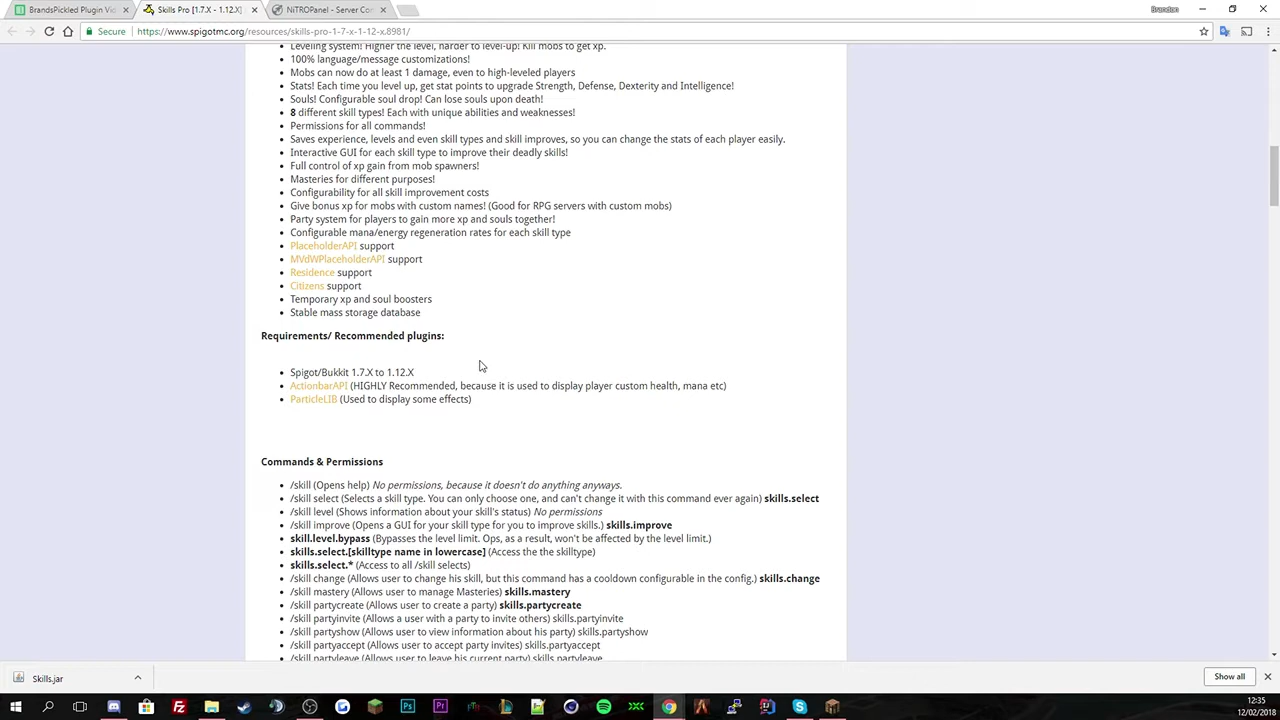 BrandsPickled Plugin Vi
Skills Pro [1.7.X - 1.12.X]
NiTROPanel - Server Con
Brandon
Secure
https://www.spigotmc.org/resources/skills-pro-1-7-x-1-12-x.8981/
Leveling system! Higher the level, harder to level-up! Kill mobs to get xp.
100% language/message customizations!
Mobs can now do at least 1 damage, even to high-leveled players
Stats! Each time you level up, get stat points to upgrade Strength, Defense, Dexterity and Intelligence!
Souls! Configurable soul drop! Can lose souls upon death!
8 different skill types! Each with unique abilities and weaknesses!
Permissions for all commands!
Saves experience, levels and even skill types and skill improves, so you can change the stats of each player easily.
Interactive GUI for each skill type to improve their deadly skills!
Full control of xp gain from mob spawners!
Masteries for different purposes!
Configurability for all skill improvement costs
Give bonus xp for mobs with custom names! (Good for RPG servers with custom mobs)
Party system for players to gain more xp and souls together!
Configurable mana/energy regeneration rates for each skill type
PlaceholderAPI support
MVdWPlaceholderAPI support
Residence support
Citizens support
Temporary xp and soul boosters
Stable mass storage database
Requirements/ Recommended plugins:
Spigot/Bukkit 1.7.X to 1.12.X
ActionbarAPI (HIGHLY Recommended, because it is used to display player custom health, mana etc)
ParticleLIB (Used to display some effects)
Commands & Permissions
/skill (Opens help) No permissions, because it doesn't do anything anyways.
/skill select (Selects a skill type. You can only choose one, and can't change it with this command ever again) skills.select
/skill level (Shows information about your skill's status) No permissions
/skill improve (Opens a GUI for your skill type for you to improve skills.) skills.improve
skill.level.bypass (Bypasses the level limit. Ops, as a result, won't be affected by the level limit.)
skills.select.[skilltype name in lowercase] (Access the the skilltype)
skills.select.* (Access to all /skill selects)
/skill change (Allows user to change his skill, but this command has a cooldown configurable in the config.) skills.change
/skill mastery (Allows user to manage Masteries) skills.mastery
/skill partycreate (Allows user to create a party) skills.partycreate
/skill partyinvite (Allows a user with a party to invite others) skills.partyinvite
/skill partyshow (Allows user to view information about his party) skills.partyshow
/skill partyaccept (Allows user to accept party invites) skills.partyaccept
/skill partyleave (Allows user to leave his current party) skills.partyleave
Skills.jar
Show all
12:35
12/02/2018